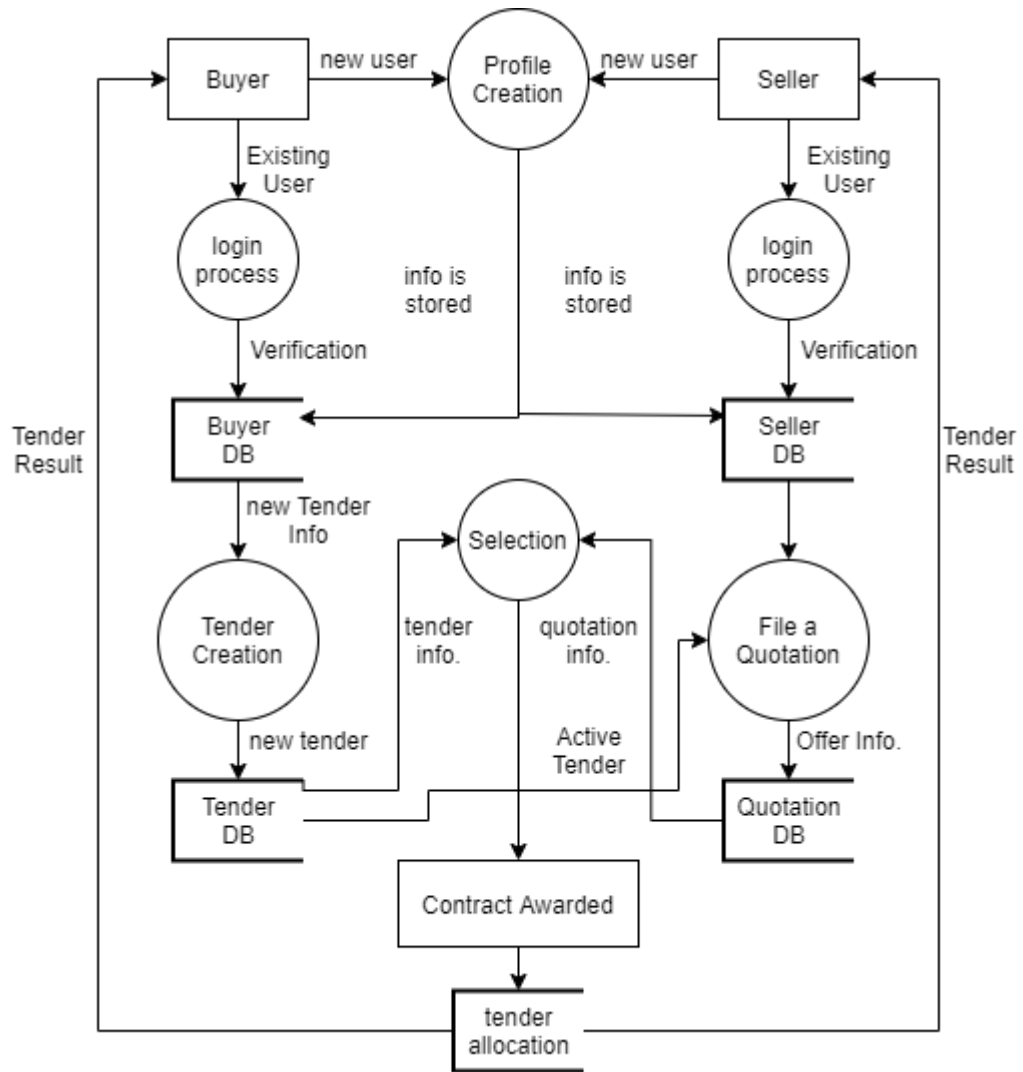 Buyer
new user
Profile
Creation
new user
Seller
Existing
User
Existing
User
login
process
login
process
info is
stored
info is
stored
Verification
Verification
Tender
Result
Buyer
DB
Seller
DB
Tender
Result
new Tender
Info
Selection
Tender
Creation
tender
info.
quotation
info.
File a
Quotation
new tender
Active
Tender
Offer Info.
Tender
DB
Quotation
DB
Contract Awarded
tender
allocation